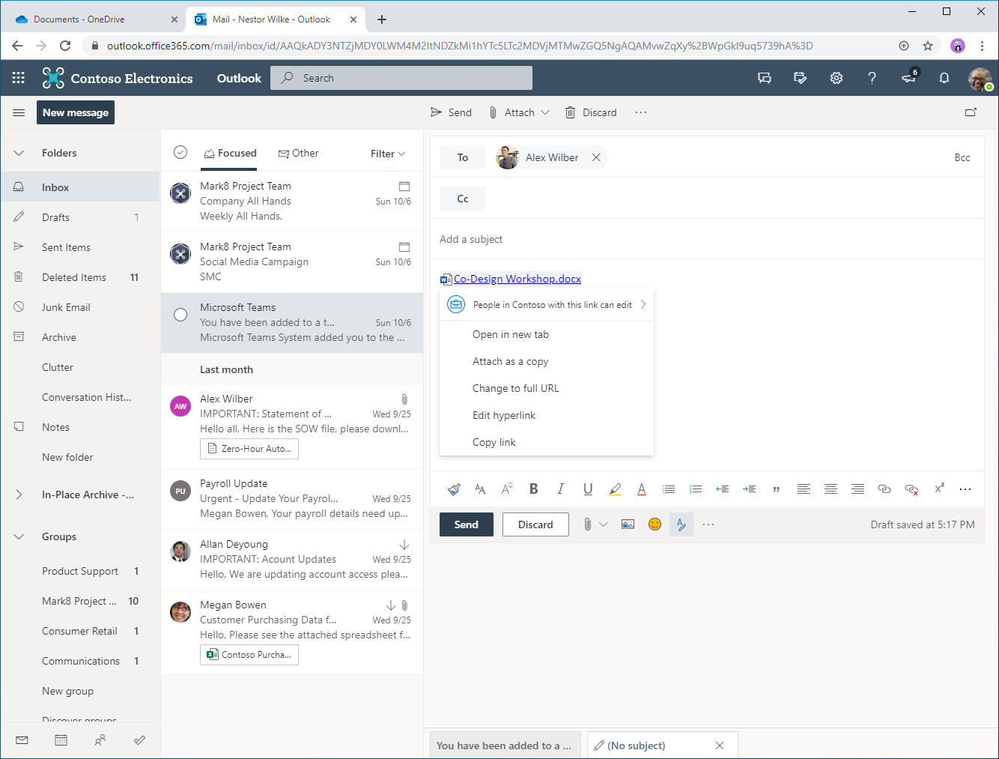 Documents - OneDrive
Mail - Nestor Wilke - Outlook
outlook.office365.com/mail/inbox/id/AAQkADY3NTZjMDY0LWM4M2ItNDZkMi1hYTc5LTc2MDVjMTMwZGQ5NgAQAMvwZqXy%2BWpGkI9uq5739hA%3D
Contoso Electronics
Outlook
Search
6
New message
Send
Attach
Discard
Folders
Inbox
Drafts 1
Sent Items
Deleted Items 11
Junk Email
Archive
Clutter
Conversation Hist...
Notes
New folder
In-Place Archive -...
Groups
Product Support 1
Mark8 Project ... 10
Consumer Retail 1
Communications 1
New group
Discover groups
Focused
Other
Filter
Mark8 Project Team
Company All Hands Sun 10/6
Weekly All Hands.
Mark8 Project Team
Social Media Campaign Sun 10/6
SMC
Microsoft Teams
You have been added to a t... Sun 10/6
Microsoft Teams System added you to the ...
Last month
AW
Alex Wilber
IMPORTANT: Statement of ... Wed 9/25
Hello all, Here is the SOW file, please downl...
Zero-Hour Auto...
PU
Payroll Update
Urgent - Update Your Payrol... Wed 9/25
Megan Bowen, Your payroll details need up...
Allan Deyoung
IMPORTANT: Acount Updates Wed 9/25
Hello, We are updating account access plea...
Megan Bowen
Customer Purchasing Data f... Wed 9/25
Hello, Please see the attached spreadsheet f...
Contoso Purcha...
To
Alex Wilber
Bcc
Cc
Add a subject
Co-Design Workshop.docx
People in Contoso with this link can edit
Open in new tab
Attach as a copy
Change to full URL
Edit hyperlink
Copy link
Send
Discard
Draft saved at 5:17 PM
You have been added to a ...
(No subject)